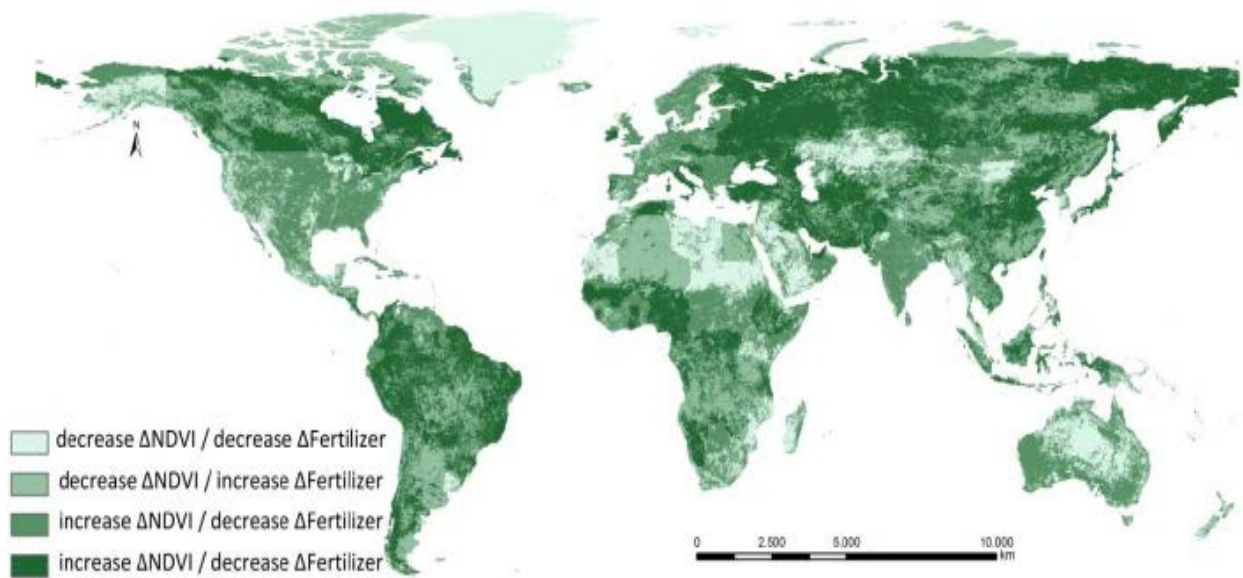 N
decrease ΔNDVI / decrease ΔFertilizer
decrease ΔNDVI / increase ΔFertilizer
increase ΔNDVI / decrease ΔFertilizer
increase ΔNDVI / decrease ΔFertilizer
0 2.500 5.000 10.000
km